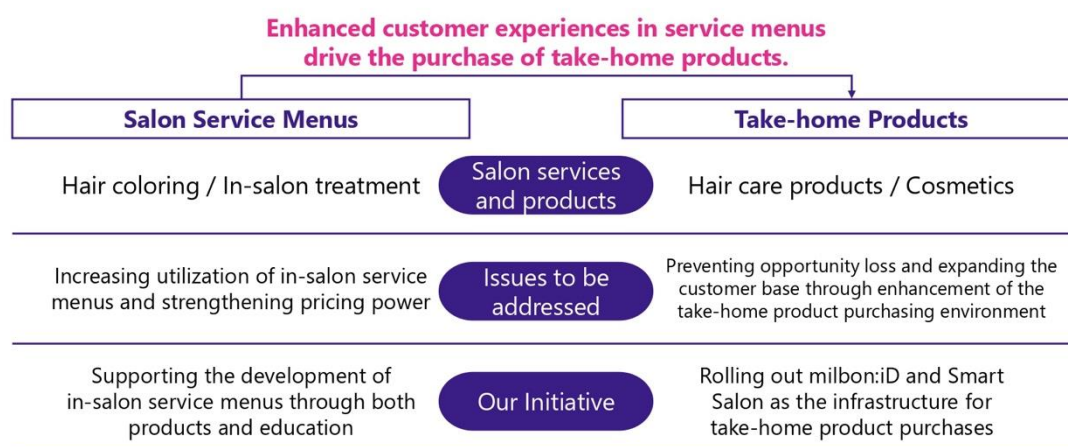 Enhanced customer experiences in service menus
drive the purchase of take-home products.
Salon Service Menus
Take-home Products
Hair coloring / In-salon treatment
Salon services
and products
Hair care products / Cosmetics
Increasing utilization of in-salon service
menus and strengthening pricing power
Issues to be
addressed
Preventing opportunity loss and expanding the
customer base through enhancement of the
take-home product purchasing environment
Supporting the development of
in-salon service menus through both
products and education
Our Initiative
Rolling out milbon:iD and Smart
Salon as the infrastructure for
take-home product purchases